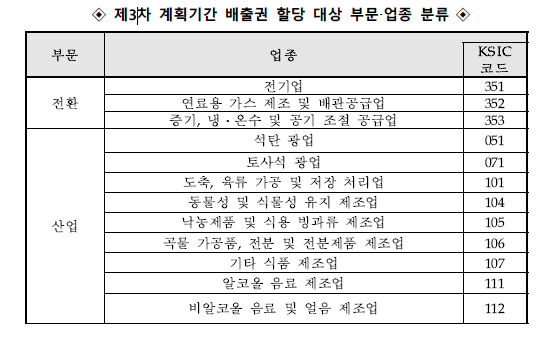 ◈ 제3차 계획기간 배출권 할당 대상 부문·업종 분류 ◈
부문 업종 KSIC 코드
전환 전기업 351
연료용 가스 제조 및 배관공급업 352
증기, 냉·온수 및 공기 조절 공급업 353
산업 석탄 광업 051
토사석 광업 071
도축, 육류 가공 및 저장 처리업 101
동물성 및 식물성 유지 제조업 104
낙농제품 및 식용 빙과류 제조업 105
곡물 가공품, 전분 및 전분제품 제조업 106
기타 식품 제조업 107
알코올 음료 제조업 111
비알코올 음료 및 얼음 제조업 112